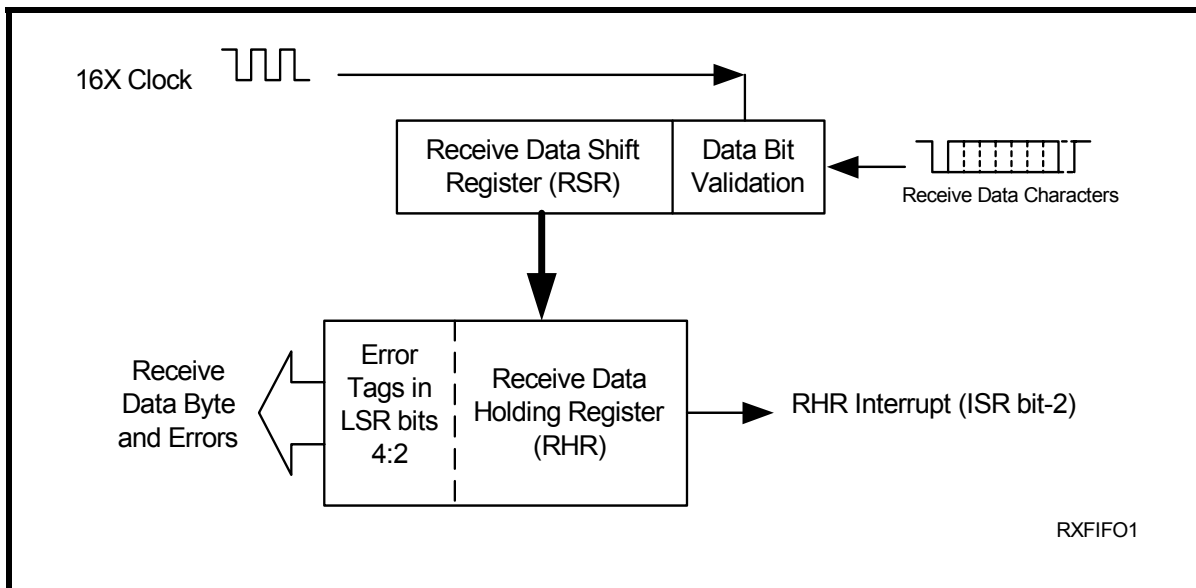 16X Clock
Receive Data Shift
Register (RSR)
Data Bit
Validation
Receive Data Characters
Receive
Data Byte
and Errors
Error
Tags in
LSR bits
4:2
Receive Data
Holding Register
(RHR)
RHR Interrupt (ISR bit-2)
RXFIFO1